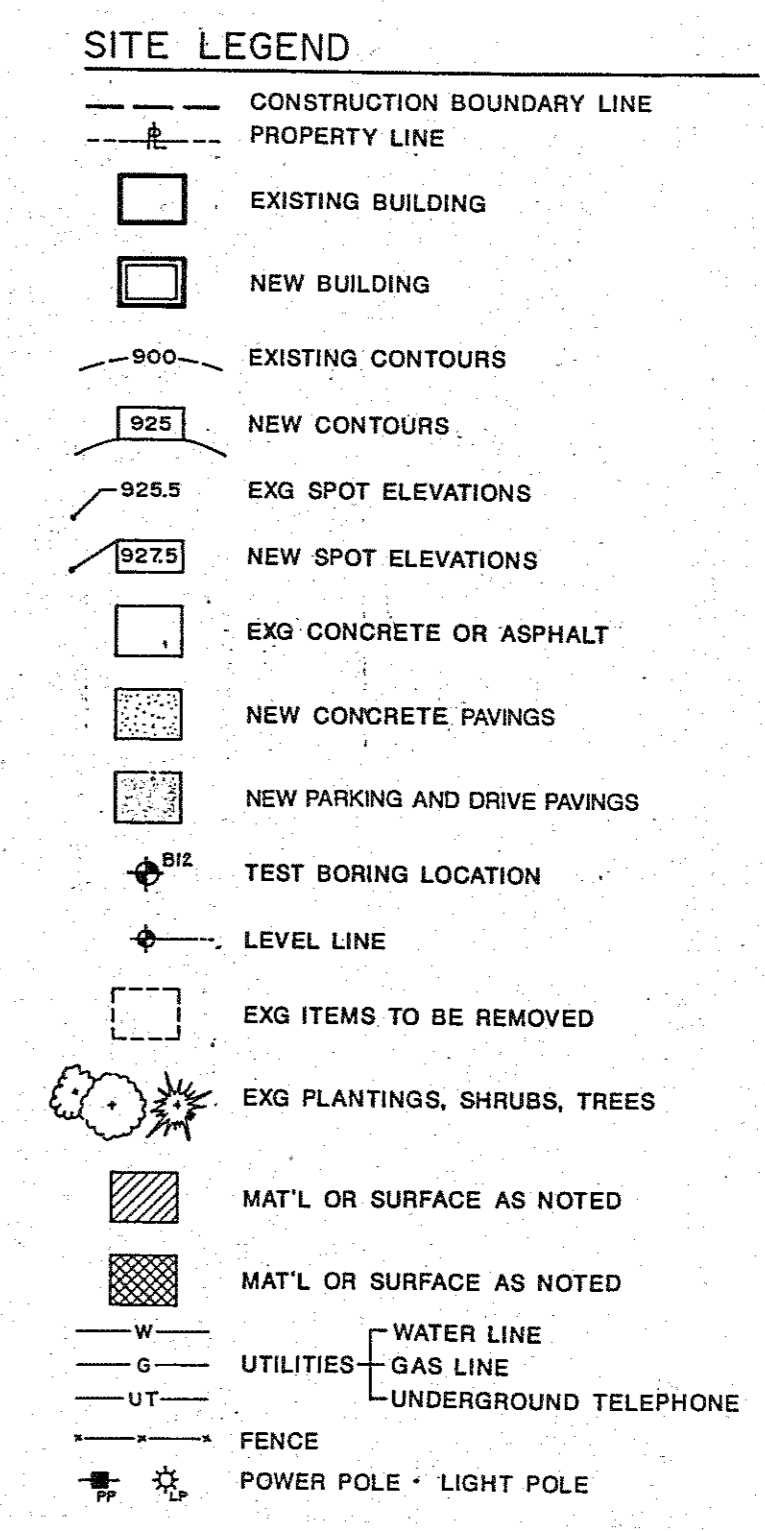 SITE LEGEND
CONSTRUCTION BOUNDARY LINE
PL PROPERTY LINE
EXISTING BUILDING
NEW BUILDING
900 EXISTING CONTOURS
925 NEW CONTOURS
925.5 EXG SPOT ELEVATIONS
927.5 NEW SPOT ELEVATIONS
EXG CONCRETE OR ASPHALT
NEW CONCRETE PAVINGS
NEW PARKING AND DRIVE PAVINGS
B12 TEST BORING LOCATION
LEVEL LINE
EXG ITEMS TO BE REMOVED
EXG PLANTINGS, SHRUBS, TREES
MAT'L OR SURFACE AS NOTED
MAT'L OR SURFACE AS NOTED
W WATER LINE
G UTILITIES GAS LINE
UT UNDERGROUND TELEPHONE
FENCE
PP LP POWER POLE • LIGHT POLE